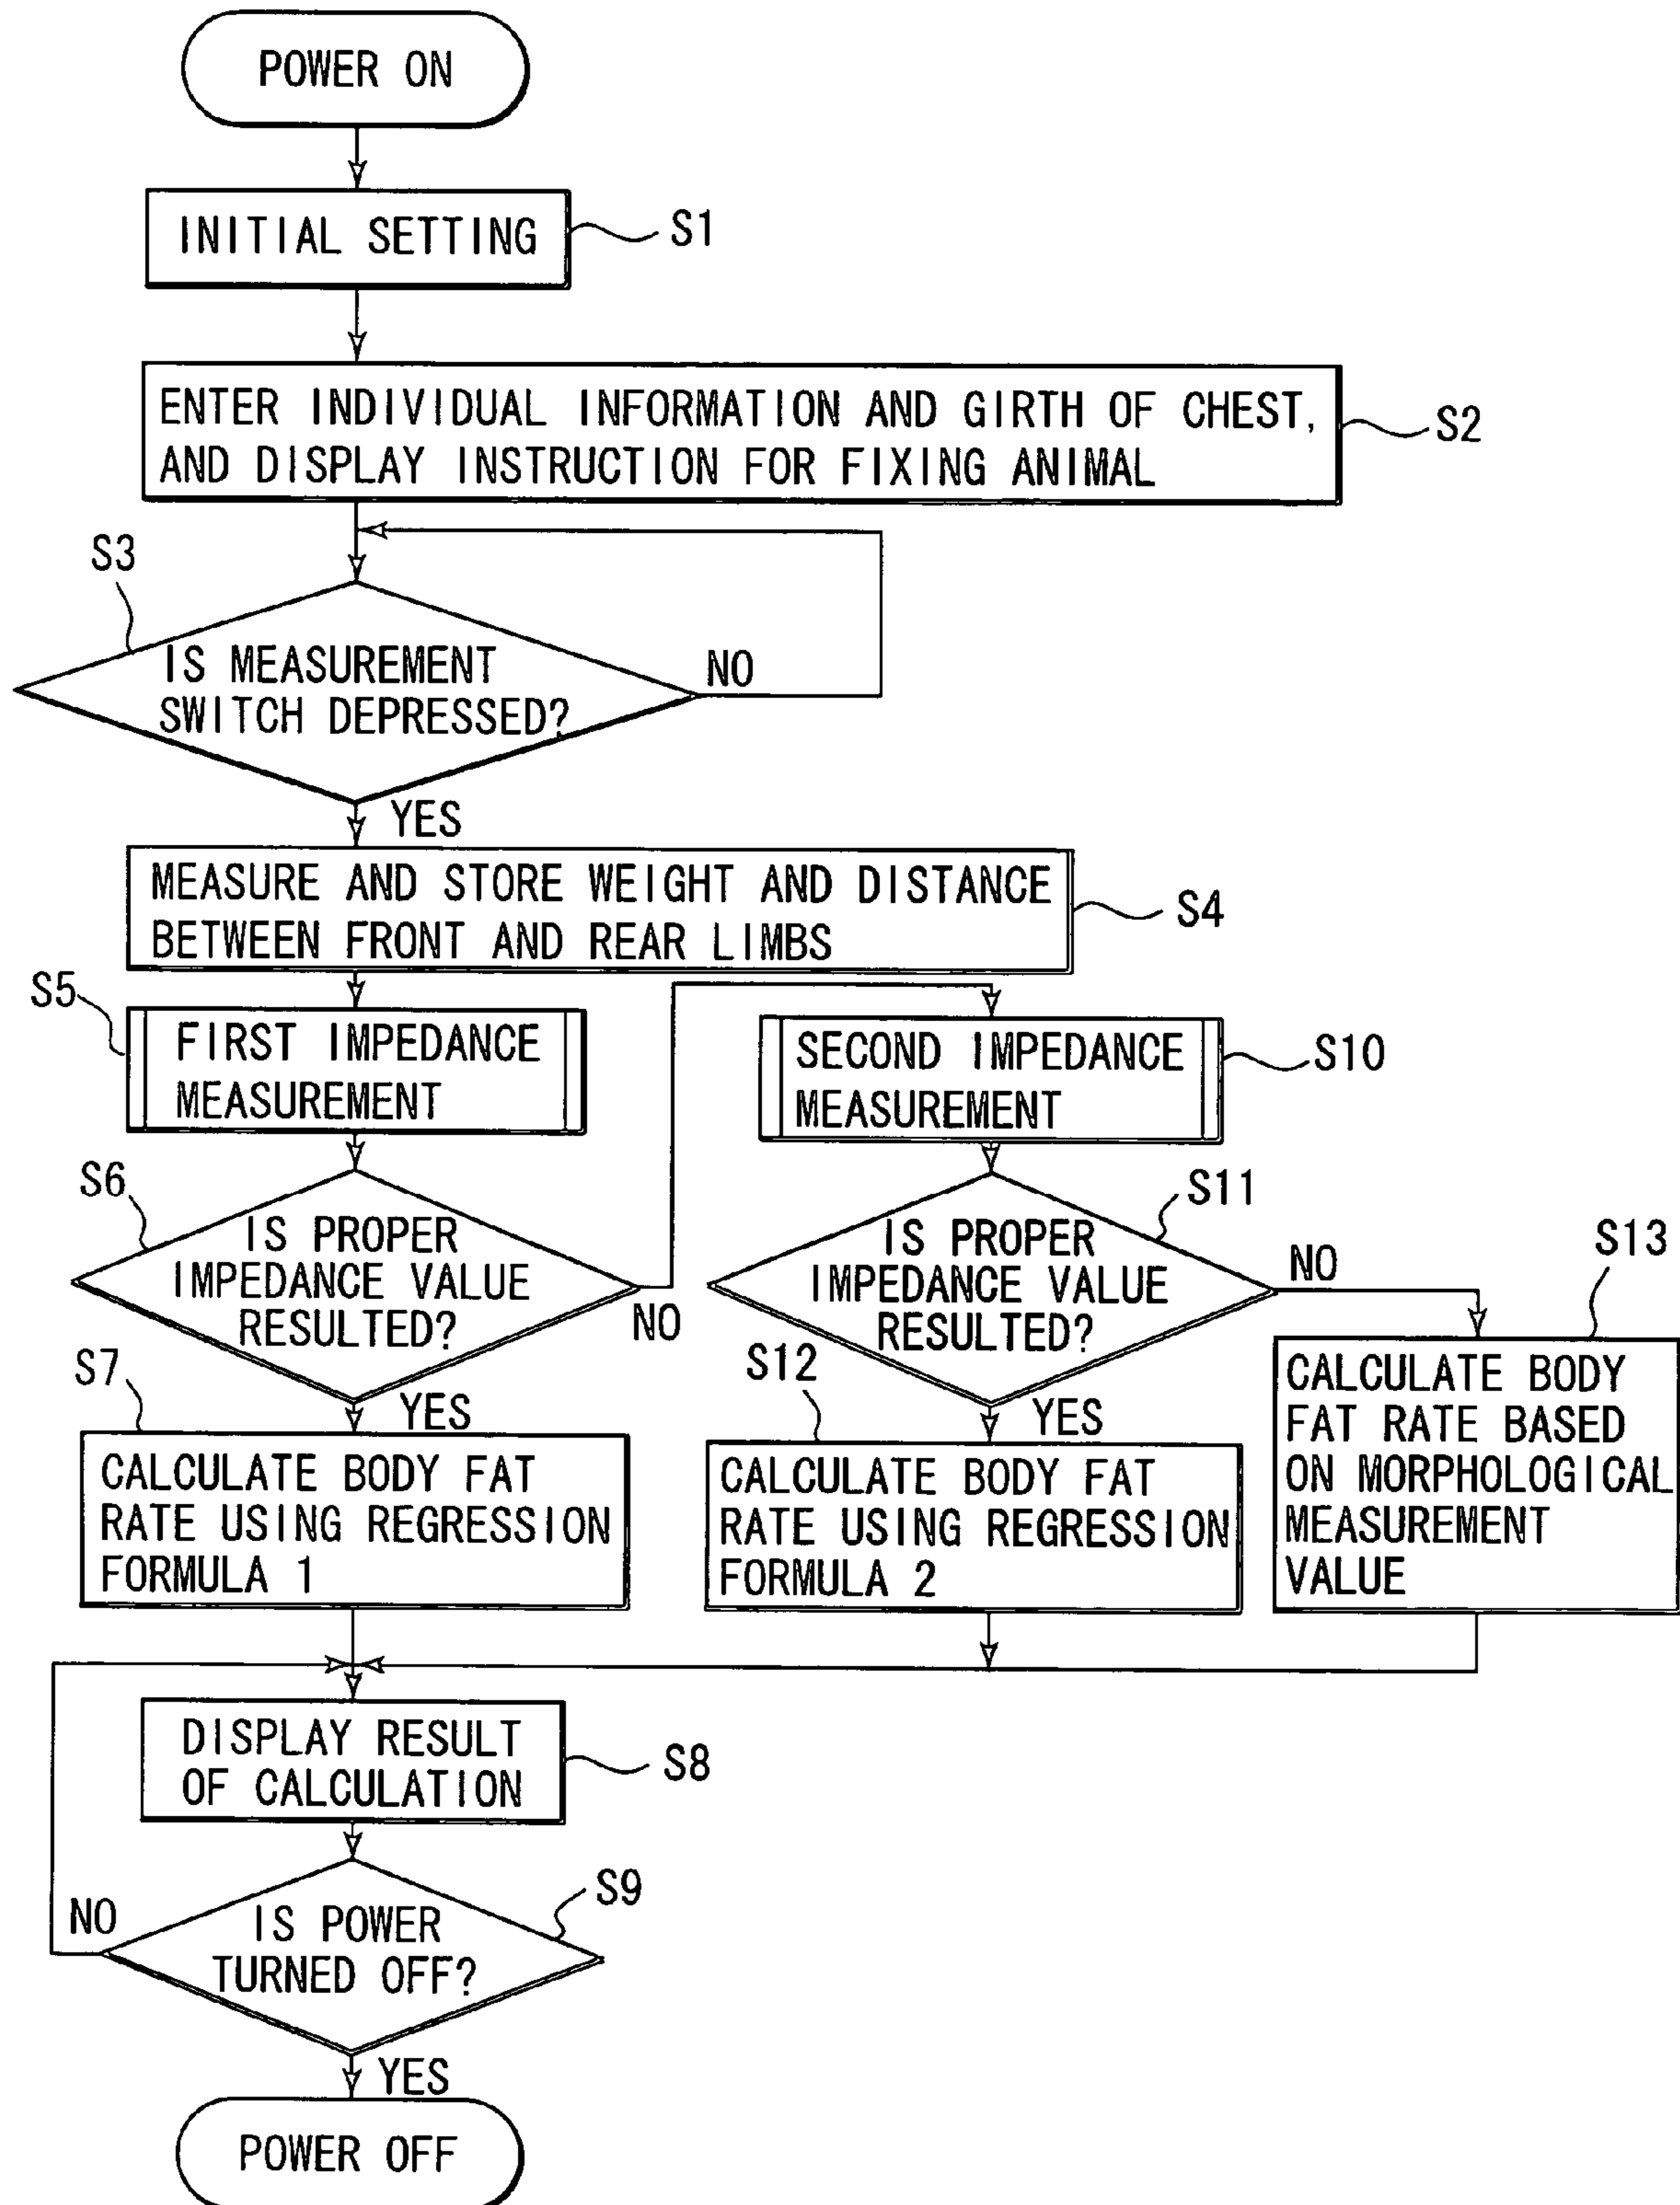 POWER ON
INITIAL SETTING
S1
ENTER INDIVIDUAL INFORMATION AND GIRTH OF CHEST,
AND DISPLAY INSTRUCTION FOR FIXING ANIMAL
S2
S3
IS MEASUREMENT
SWITCH DEPRESSED?
NO
YES
MEASURE AND STORE WEIGHT AND DISTANCE
BETWEEN FRONT AND REAR LIMBS
S4
S5
FIRST IMPEDANCE
MEASUREMENT
SECOND IMPEDANCE
MEASUREMENT
S10
S6
IS PROPER
IMPEDANCE VALUE
RESULTED?
NO
S11
IS PROPER
IMPEDANCE VALUE
RESULTED?
NO
S13
S7
YES
CALCULATE BODY FAT
RATE USING REGRESSION
FORMULA 1
S12
YES
CALCULATE BODY FAT
RATE USING REGRESSION
FORMULA 2
CALCULATE BODY
FAT RATE BASED
ON MORPHOLOGICAL
MEASUREMENT
VALUE
DISPLAY RESULT
OF CALCULATION
S8
S9
NO
IS POWER
TURNED OFF?
YES
POWER OFF